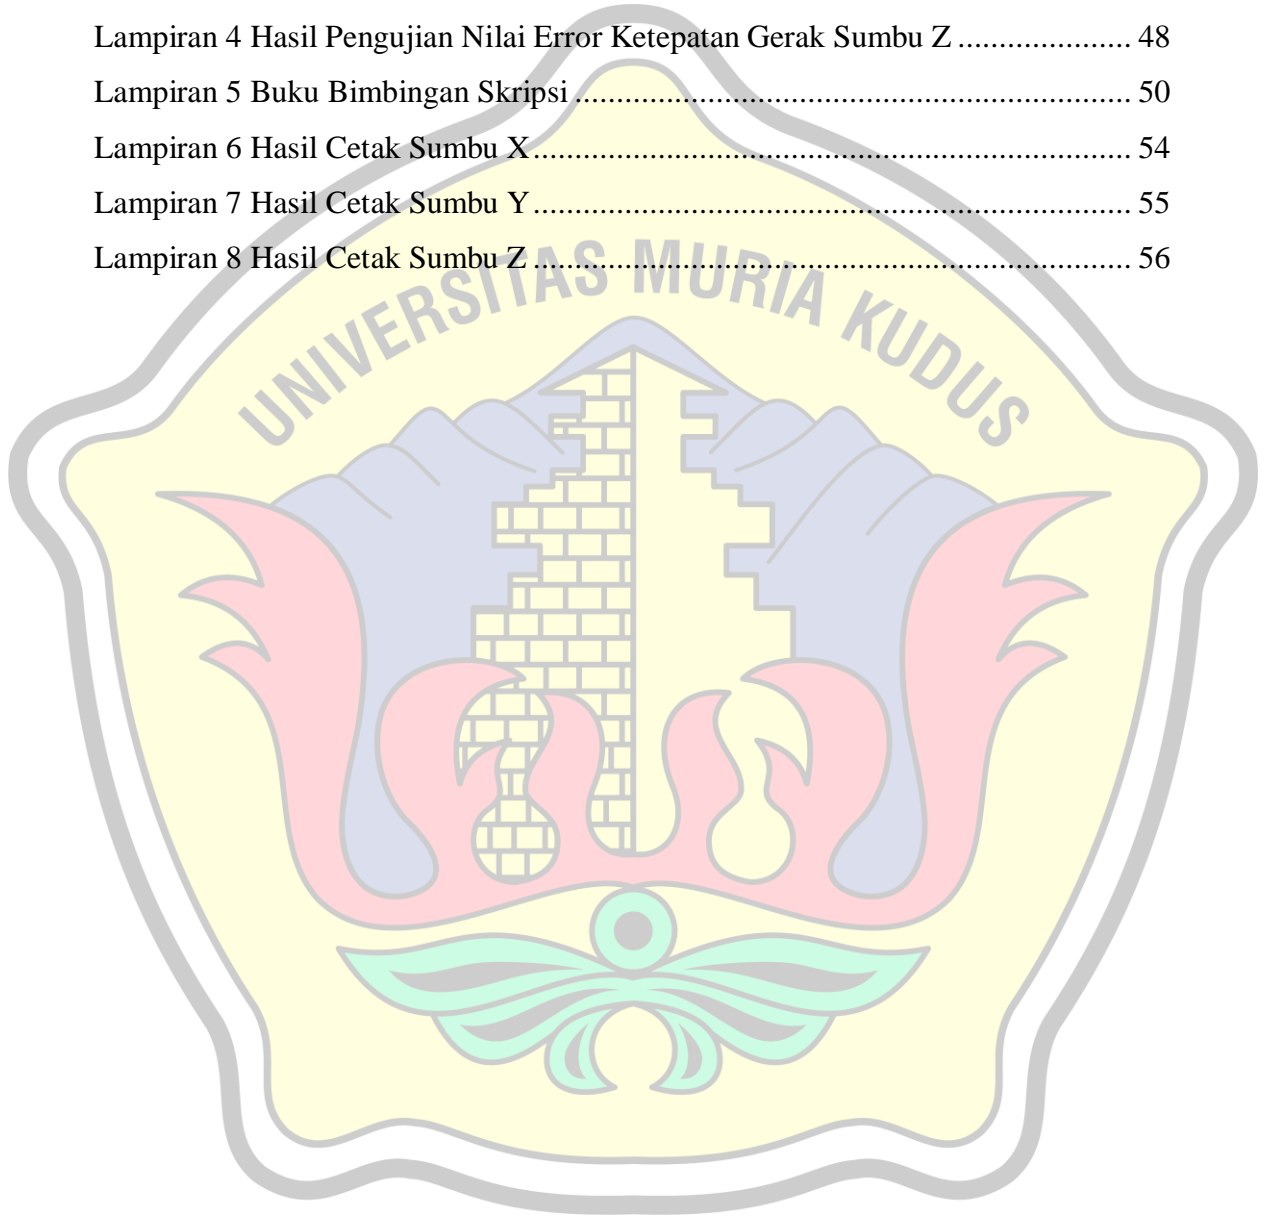 Lampiran 4 Hasil Pengujian Nilai Error Ketepatan Gerak Sumbu Z ..................... 48
Lampiran 5 Buku Bimbingan Skripsi ................................................................... 50
Lampiran 6 Hasil Cetak Sumbu X ........................................................................ 54
Lampiran 7 Hasil Cetak Sumbu Y ........................................................................ 55
Lampiran 8 Hasil Cetak Sumbu Z ........................................................................ 56
UNIVERSITAS MURIA KUDUS